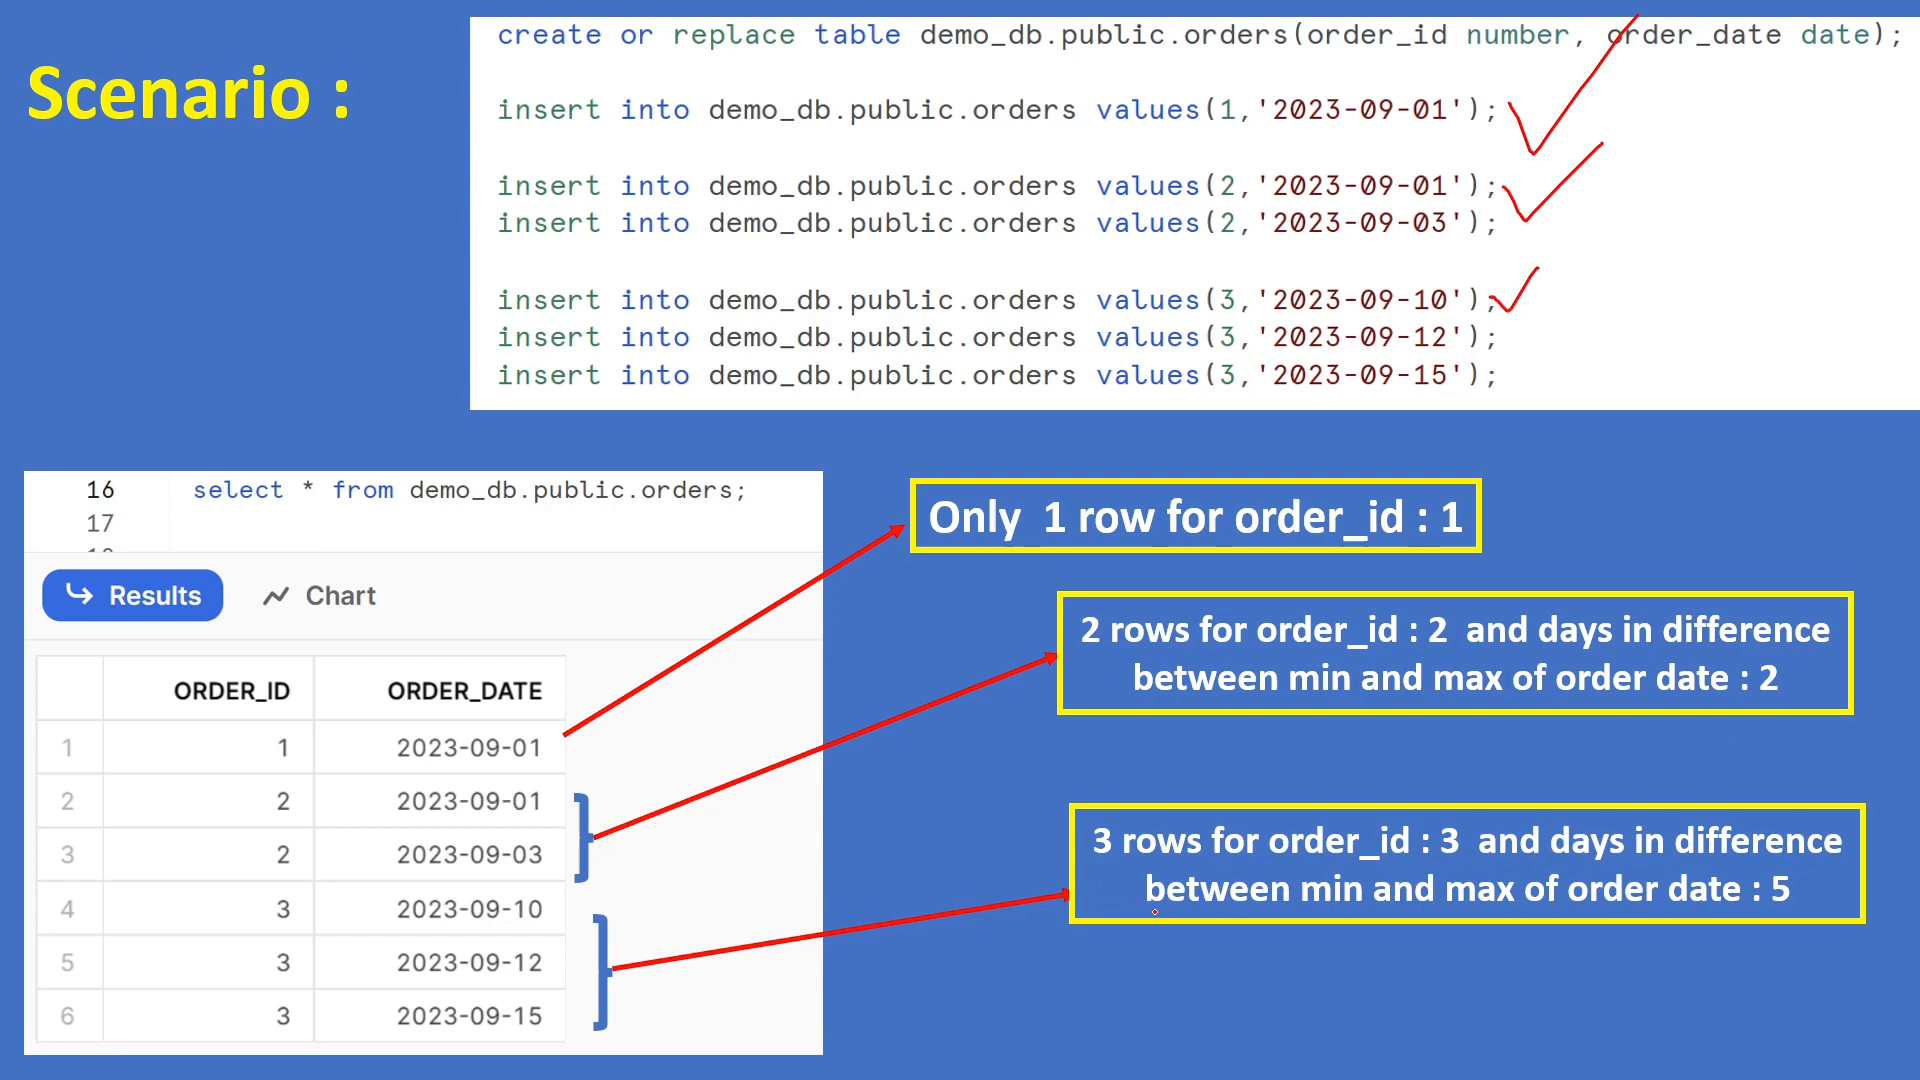 Scenario :
create or replace table demo_db.public.orders(order_id number, order_date date);
insert into demo_db.public.orders values(1,'2023-09-01');
insert into demo_db.public.orders values(2,'2023-09-01');
insert into demo_db.public.orders values(2,'2023-09-03');
insert into demo_db.public.orders values(3,'2023-09-10');
insert into demo_db.public.orders values(3,'2023-09-12');
insert into demo_db.public.orders values(3,'2023-09-15');
16 select * from demo_db.public.orders;
17
Results Chart
ORDER_ID ORDER_DATE
1 1 2023-09-01
2 2 2023-09-01
3 2 2023-09-03
4 3 2023-09-10
5 3 2023-09-12
6 3 2023-09-15
Only 1 row for order_id : 1
2 rows for order_id : 2 and days in difference
between min and max of order date : 2
3 rows for order_id : 3 and days in difference
between min and max of order date : 5